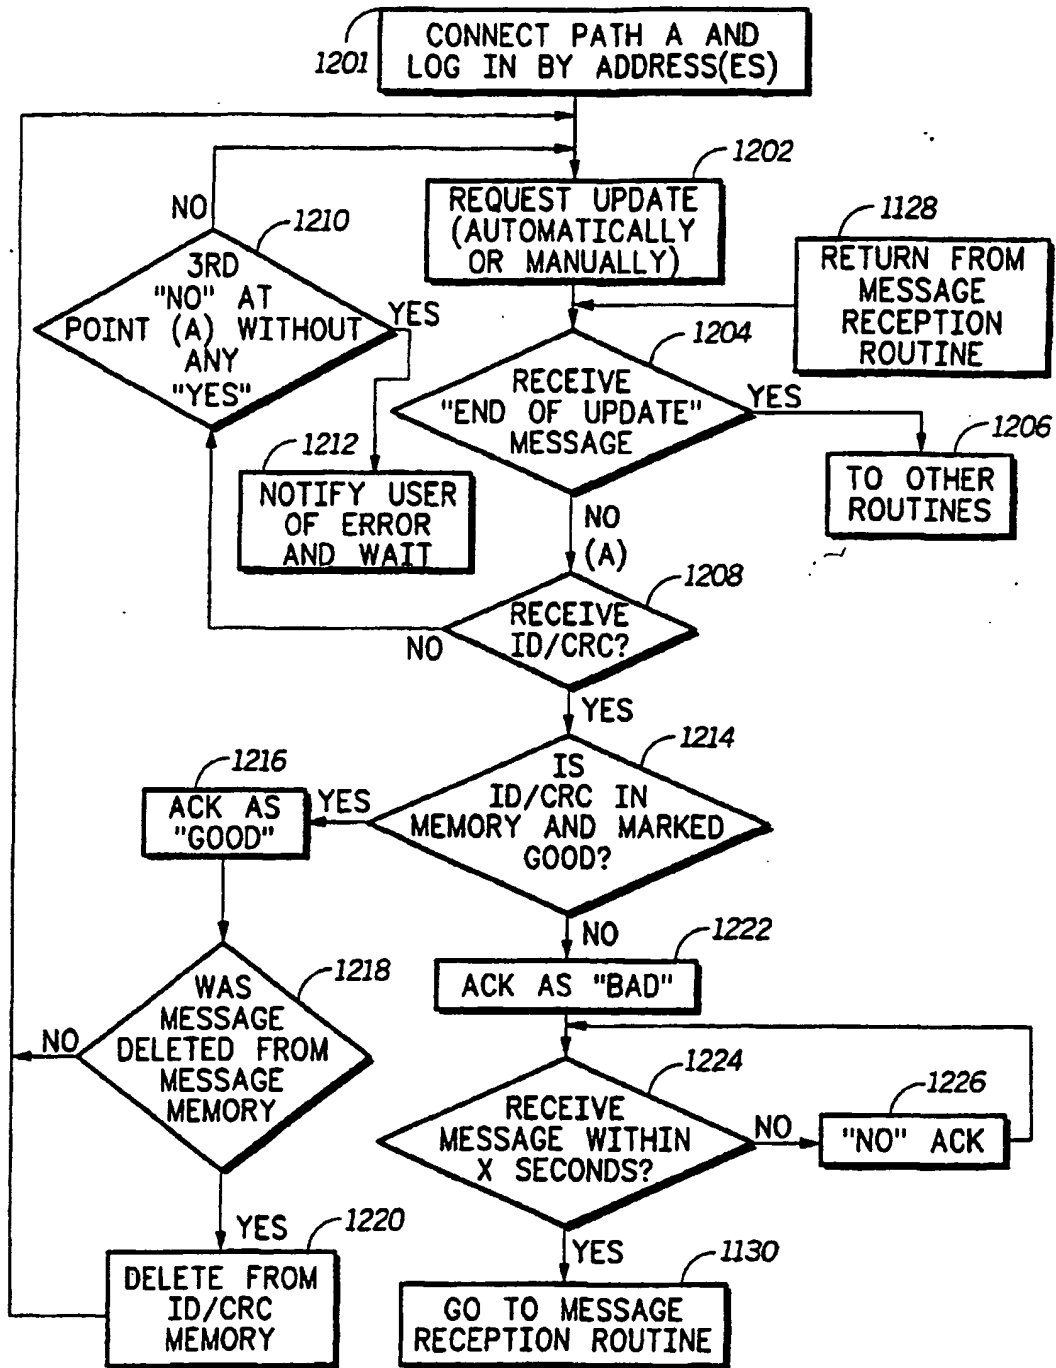 1201
CONNECT PATH A AND
LOG IN BY ADDRESS(ES)
1202
REQUEST UPDATE
(AUTOMATICALLY
OR MANUALLY)
1128
RETURN FROM
MESSAGE
RECEPTION
ROUTINE
NO
1210
3RD
"NO" AT
POINT (A) WITHOUT
ANY
"YES"
YES
1204
RECEIVE
"END OF UPDATE"
MESSAGE
YES
1206
TO OTHER
ROUTINES
1212
NOTIFY USER
OF ERROR
AND WAIT
NO
(A)
1208
RECEIVE
ID/CRC?
NO
YES
1214
IS
ID/CRC IN
MEMORY AND MARKED
GOOD?
YES
1216
ACK AS
"GOOD"
NO
1222
ACK AS "BAD"
1218
WAS
MESSAGE
DELETED FROM
MESSAGE
MEMORY
NO
1224
RECEIVE
MESSAGE WITHIN
X SECONDS?
NO
1226
"NO" ACK
YES
1220
DELETE FROM
ID/CRC
MEMORY
YES
1130
GO TO MESSAGE
RECEPTION ROUTINE